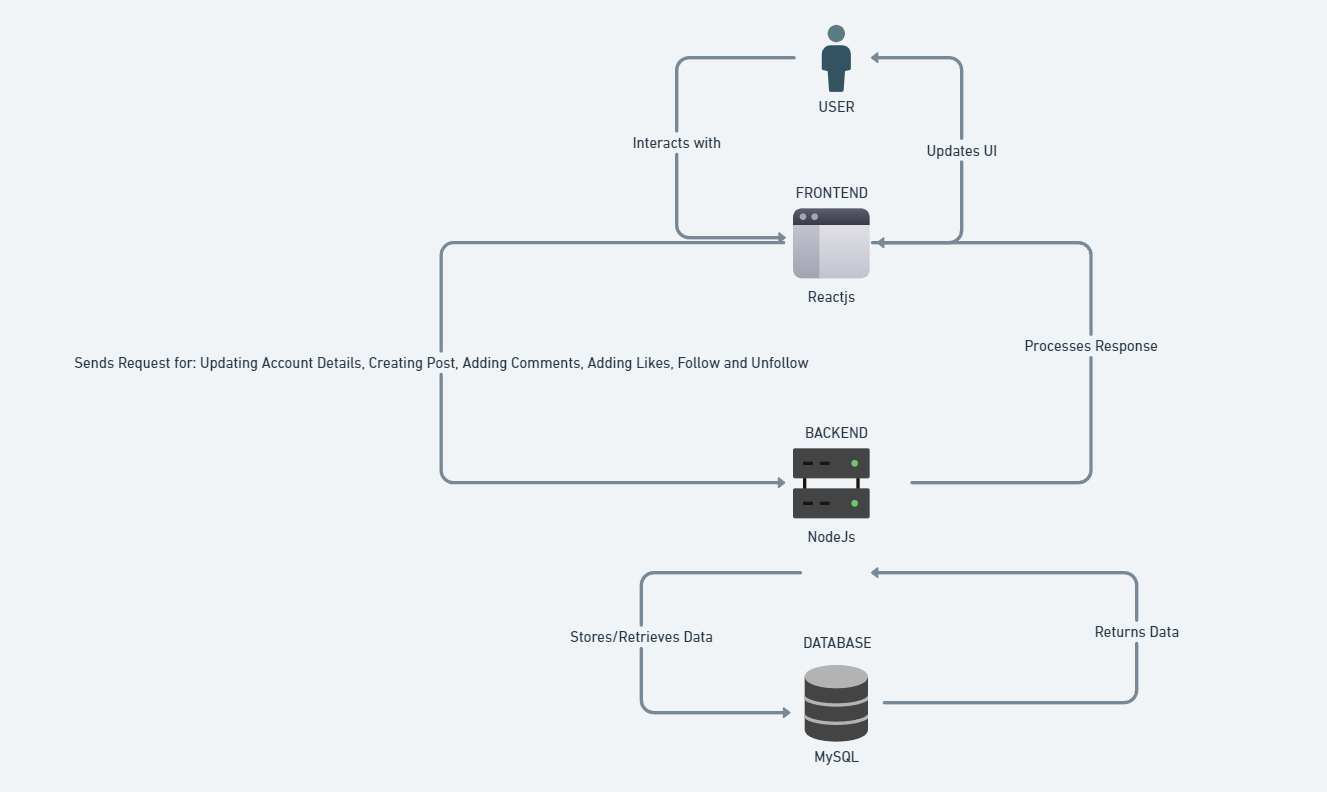 USER
Interacts with
Updates UI
FRONTEND
Reactjs
Processes Response
Sends Request for: Updating Account Details, Creating Post, Adding Comments, Adding Likes, Follow and Unfollow
BACKEND
NodeJs
Returns Data
Stores/Retrieves Data
DATABASE
MySQL